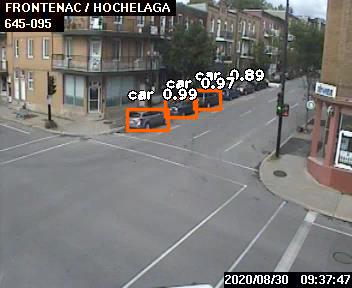 FRONTENAC / HOCHELAGA
645-095
car 0.89
car 0.97
car 0.99
2020/08/30 09:37:47